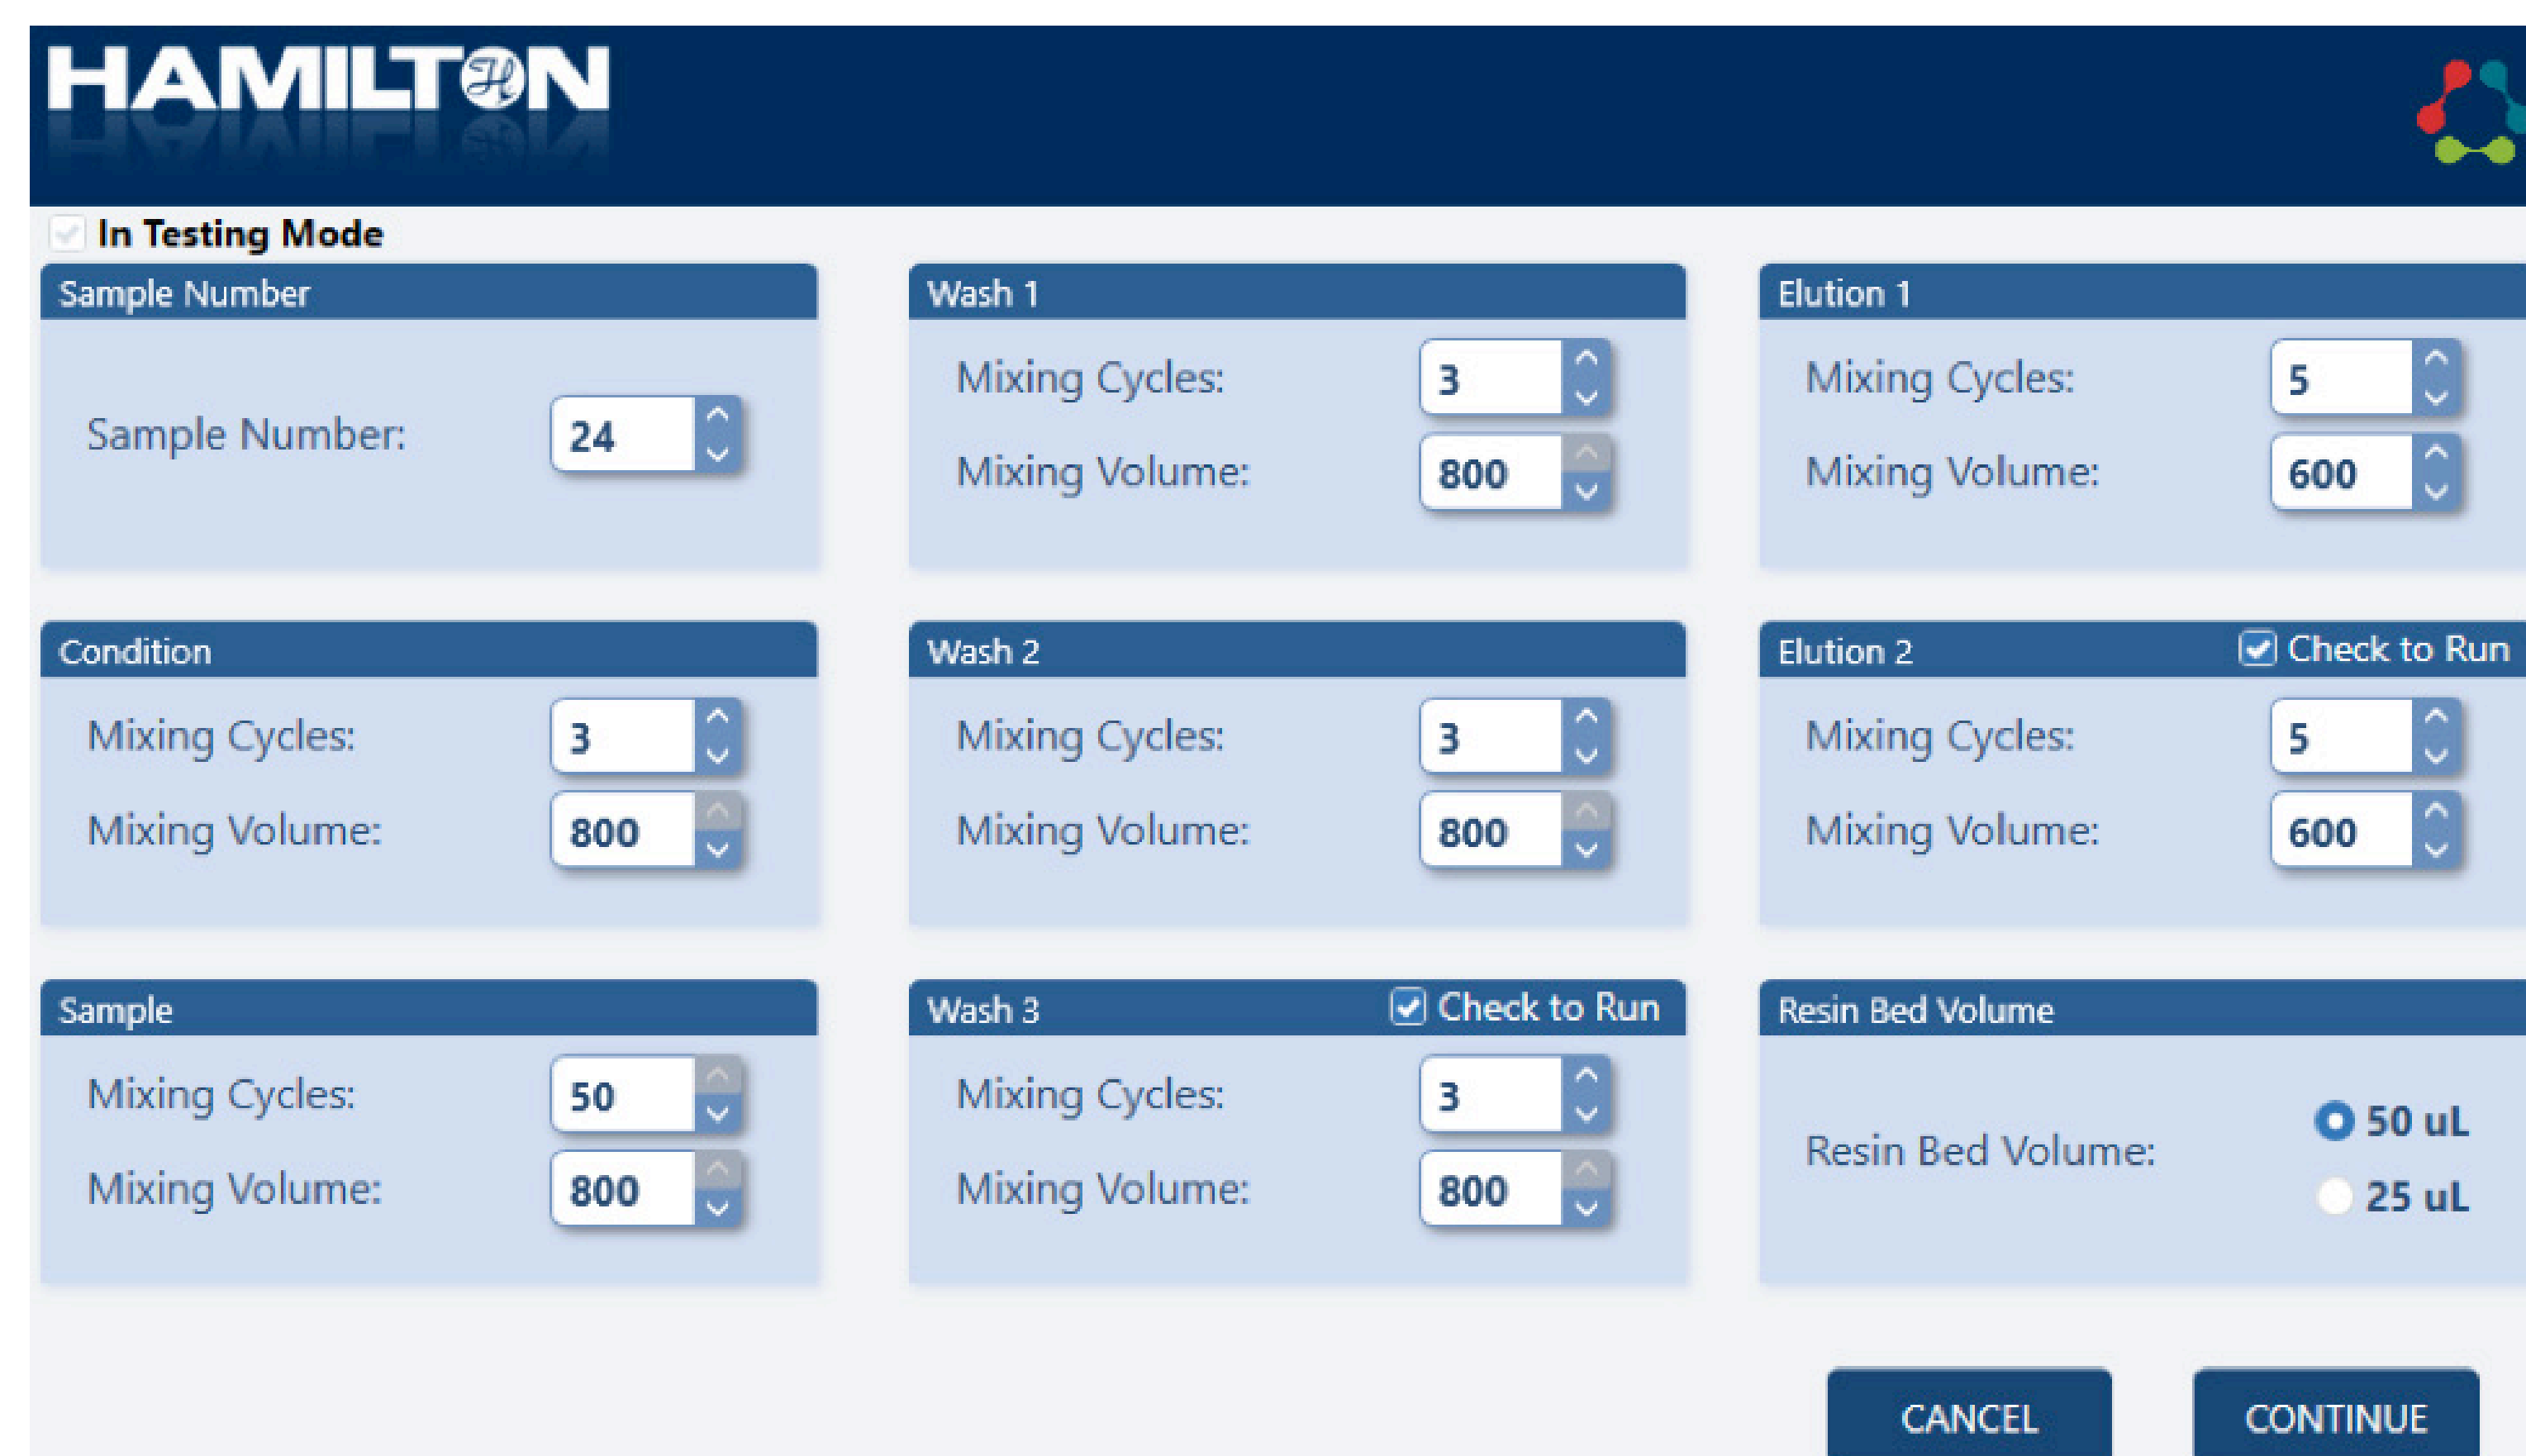 HAMILTON
In Testing Mode
Sample Number
Sample Number: 24
Wash 1
Mixing Cycles: 3
Mixing Volume: 800
Elution 1
Mixing Cycles: 5
Mixing Volume: 600
Condition
Mixing Cycles: 3
Mixing Volume: 800
Wash 2
Mixing Cycles: 3
Mixing Volume: 800
Elution 2 Check to Run
Mixing Cycles: 5
Mixing Volume: 600
Sample
Mixing Cycles: 50
Mixing Volume: 800
Wash 3 Check to Run
Mixing Cycles: 3
Mixing Volume: 800
Resin Bed Volume
Resin Bed Volume: 50 uL
25 uL
CANCEL CONTINUE